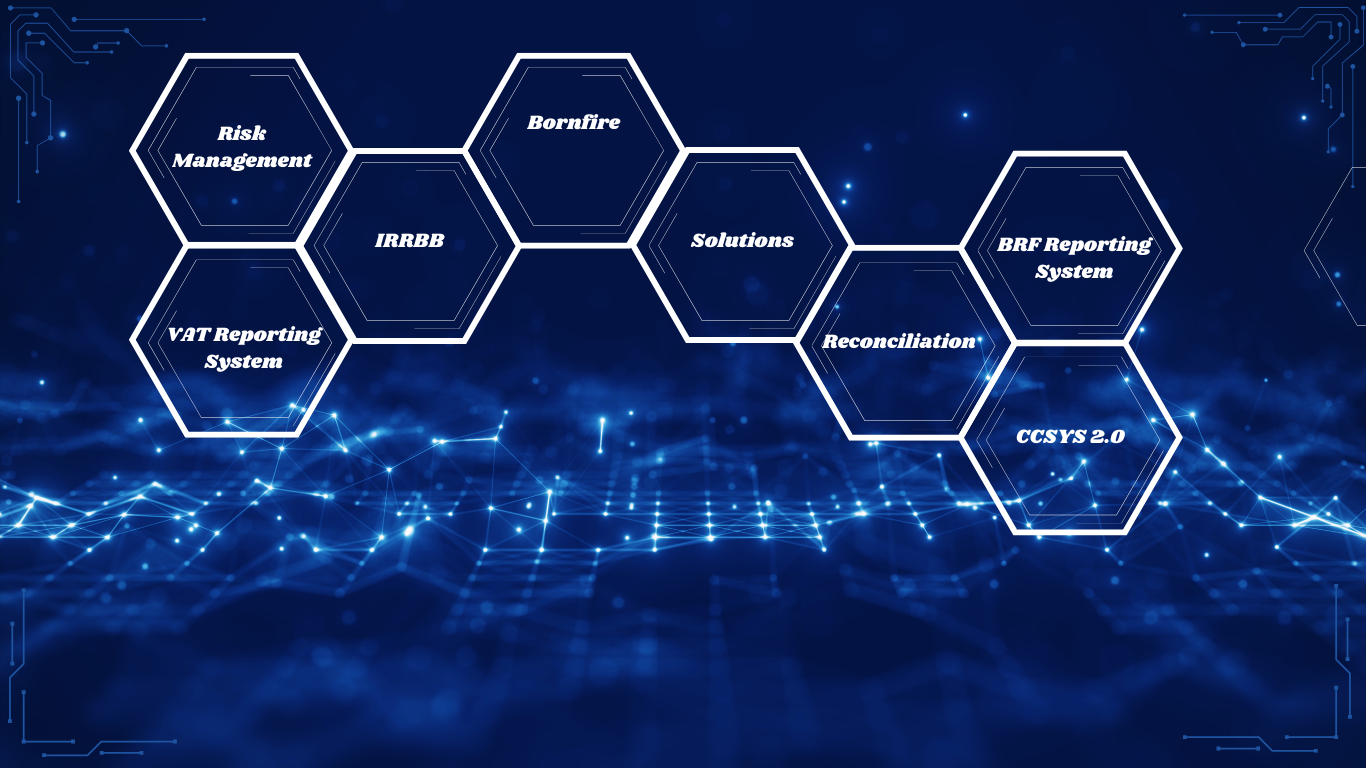 Risk
Management
IRRBB
VAT Reporting
System
Bornfire
Solutions
Reconciliation
BRF Reporting
System
CCSYS 2.0